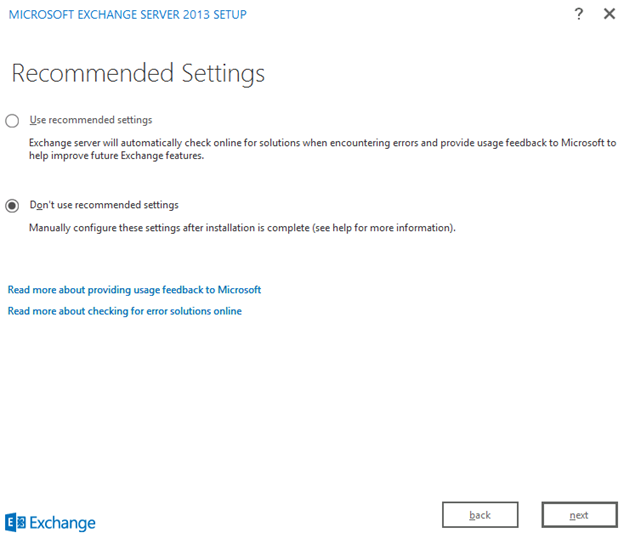 MICROSOFT EXCHANGE SERVER 2013 SETUP
? ×
Recommended Settings
Use recommended settings
Exchange server will automatically check online for solutions when encountering errors and provide usage feedback to Microsoft to
help improve future Exchange features.
Don't use recommended settings
Manually configure these settings after installation is complete (see help for more information).
Read more about providing usage feedback to Microsoft
Read more about checking for error solutions online
E Exchange
back
next